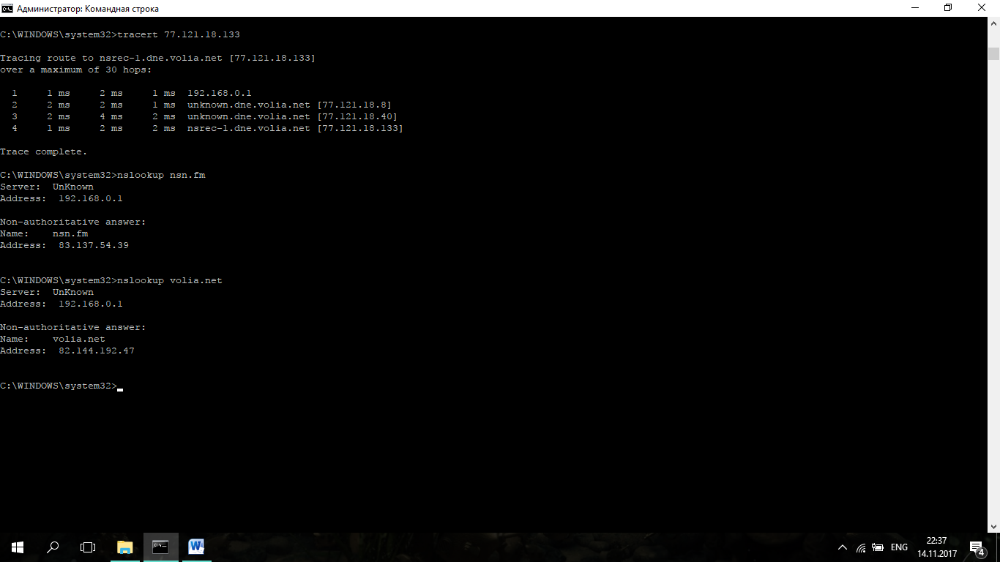 Администратор: Командная строка
C:\WINDOWS\system32>tracert 77.121.18.133
Tracing route to nsrec-1.dne.volia.net [77.121.18.133]
over a maximum of 30 hops:
1 1 ms 2 ms 1 ms 192.168.0.1
2 2 ms 2 ms 1 ms unknown.dne.volia.net [77.121.18.8]
3 2 ms 4 ms 2 ms unknown.dne.volia.net [77.121.18.40]
4 1 ms 2 ms 2 ms nsrec-1.dne.volia.net [77.121.18.133]
Trace complete.
C:\WINDOWS\system32>nslookup nsn.fm
Server: UnKnown
Address: 192.168.0.1
Non-authoritative answer:
Name: nsn.fm
Address: 83.137.54.39
C:\WINDOWS\system32>nslookup volia.net
Server: UnKnown
Address: 192.168.0.1
Non-authoritative answer:
Name: volia.net
Address: 82.144.192.47
C:\WINDOWS\system32>
ENG
22:37
14.11.2017
4